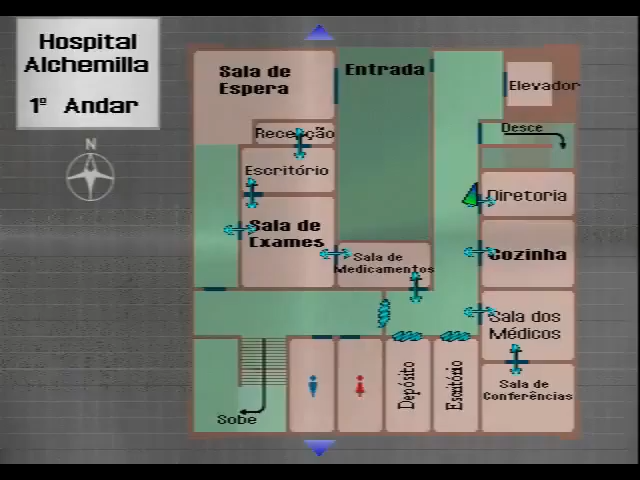 Hospital
Alchemilla
1º Andar
N
Sala de
Espera
Entrada
Elevador
Recepção
Desce
Escritório
Diretoria
Sala de
Exames
Sala de
Medicamentos
Cozinha
Sala dos
Médicos
Depósito
Escritório
Sala de
Conferências
Sobe